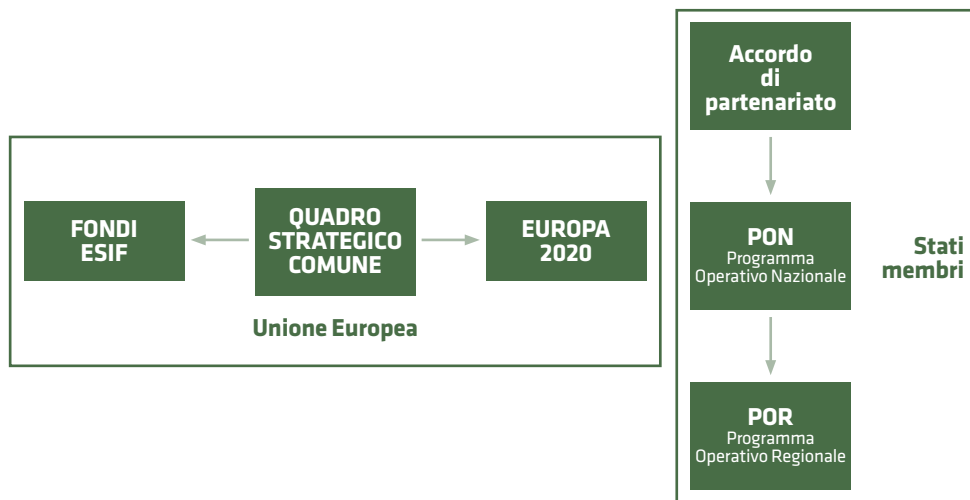 Accordo
di
partenariato
FONDI
ESIF
QUADRO
STRATEGICO
COMUNE
EUROPA
2020
Unione Europea
PON
Programma
Operativo Nazionale
Stati
membri
POR
Programma
Operativo Regionale